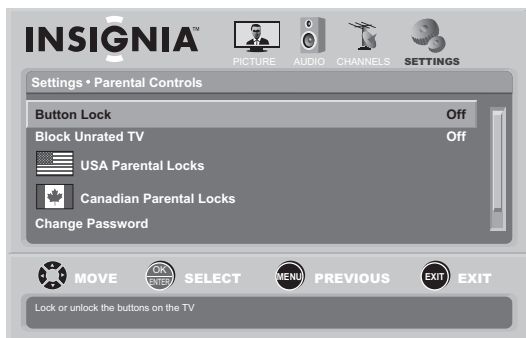 INSIGNIA™
PICTURE AUDIO CHANNELS SETTINGS
Settings • Parental Controls
Button Lock Off
Block Unrated TV Off
USA Parental Locks
Canadian Parental Locks
Change Password
MOVE OK ENTER SELECT MENU PREVIOUS EXIT EXIT
Lock or unlock the buttons on the TV